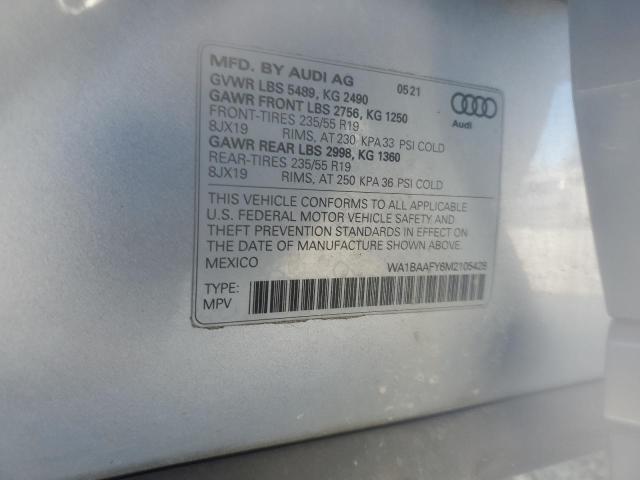 MFD. BY AUDI AG 0521
GVWR LBS 5489, KG 2490
GAWR FRONT LBS 2756, KG 1250
FRONT-TIRES 235/55 R19
8JX19 RIMS, AT 230 KPA 33 PSI COLD
GAWR REAR LBS 2998, KG 1360
REAR-TIRES 235/55 R19
8JX19 RIMS, AT 250 KPA 36 PSI COLD
Audi
THIS VEHICLE CONFORMS TO ALL APPLICABLE
U.S. FEDERAL MOTOR VEHICLE SAFETY AND
THEFT PREVENTION STANDARDS IN EFFECT ON
THE DATE OF MANUFACTURE SHOWN ABOVE.
MEXICO WA1BAAFY6M2105428
TYPE:
MPV